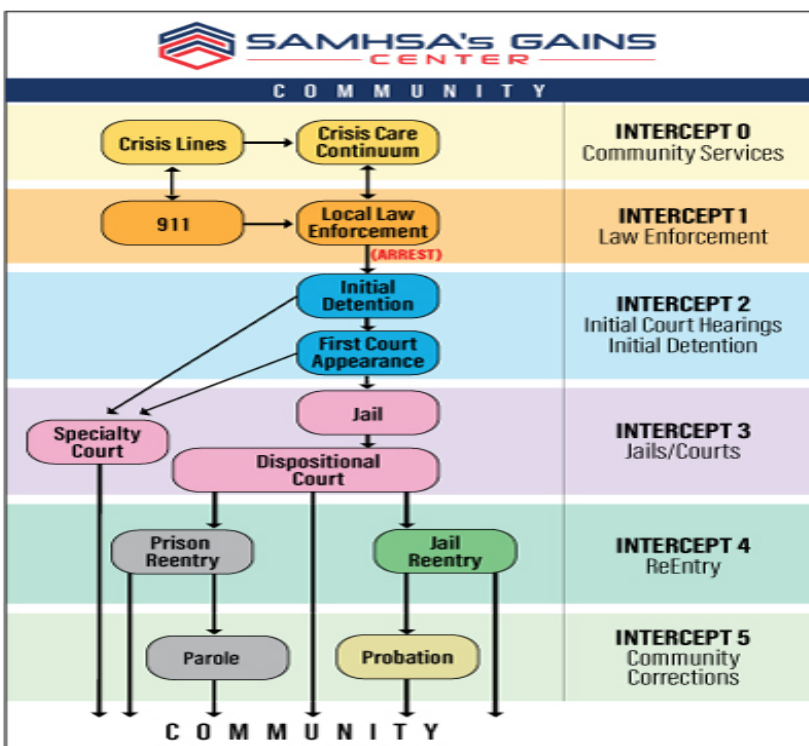 SAMHSA's GAINS
CENTER
COMMUNITY
Crisis Lines
Crisis Care
Continuum
INTERCEPT 0
Community Services
911
Local Law
Enforcement
(ARREST)
INTERCEPT 1
Law Enforcement
Initial
Detention
First Court
Appearance
INTERCEPT 2
Initial Court Hearings
Initial Detention
Jail
Specialty
Court
Dispositional
Court
INTERCEPT 3
Jails/Courts
Prison
Reentry
Jail
Reentry
INTERCEPT 4
ReEntry
Parole
Probation
INTERCEPT 5
Community
Corrections
COMMUNITY